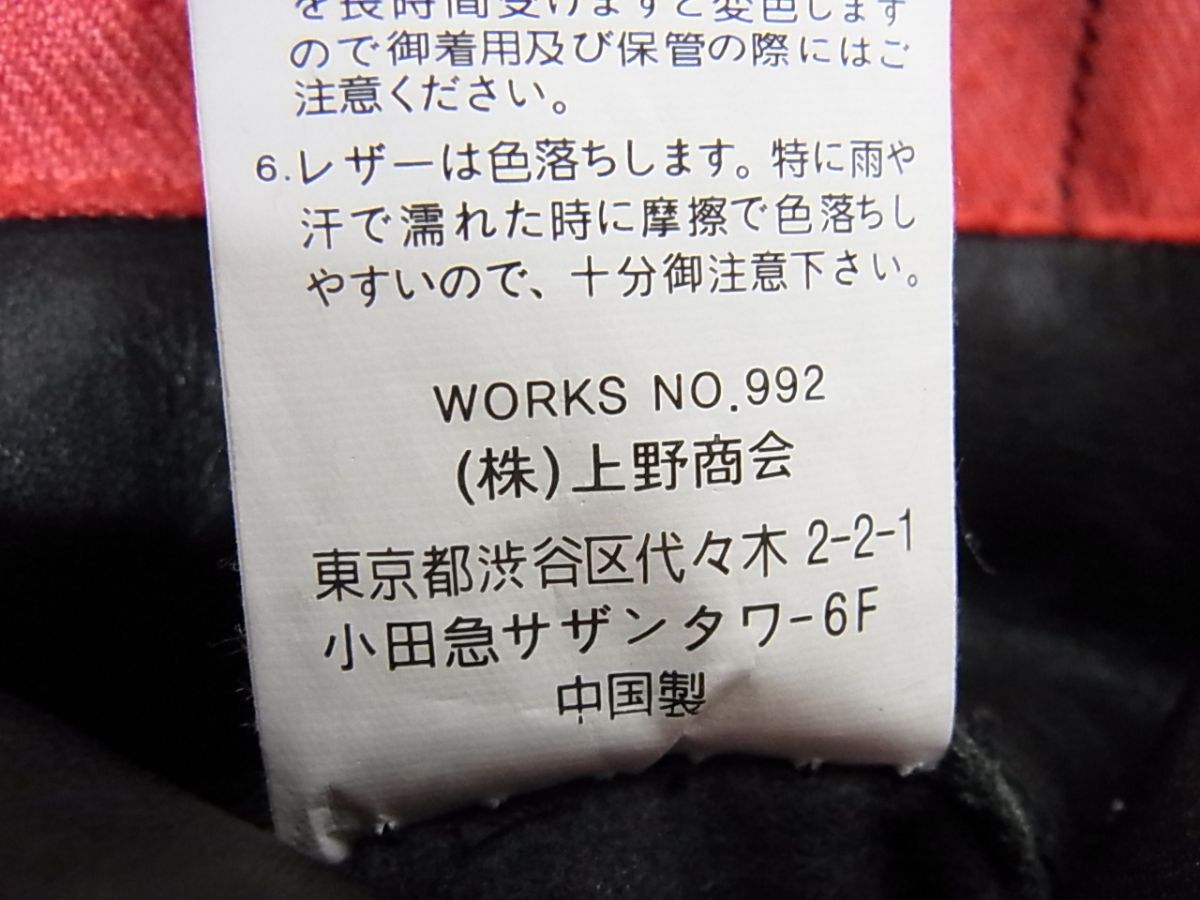 を長時間受けますと変色します
ので御着用及び保管の際にはご
注意ください。
6.レザーは色落ちします。特に雨や
汗で濡れた時に摩擦で色落ちし
やすいので、十分御注意下さい。
WORKS NO.992
(株)上野商会
東京都渋谷区代々木2-2-1
小田急サザンタワー6F
中国製